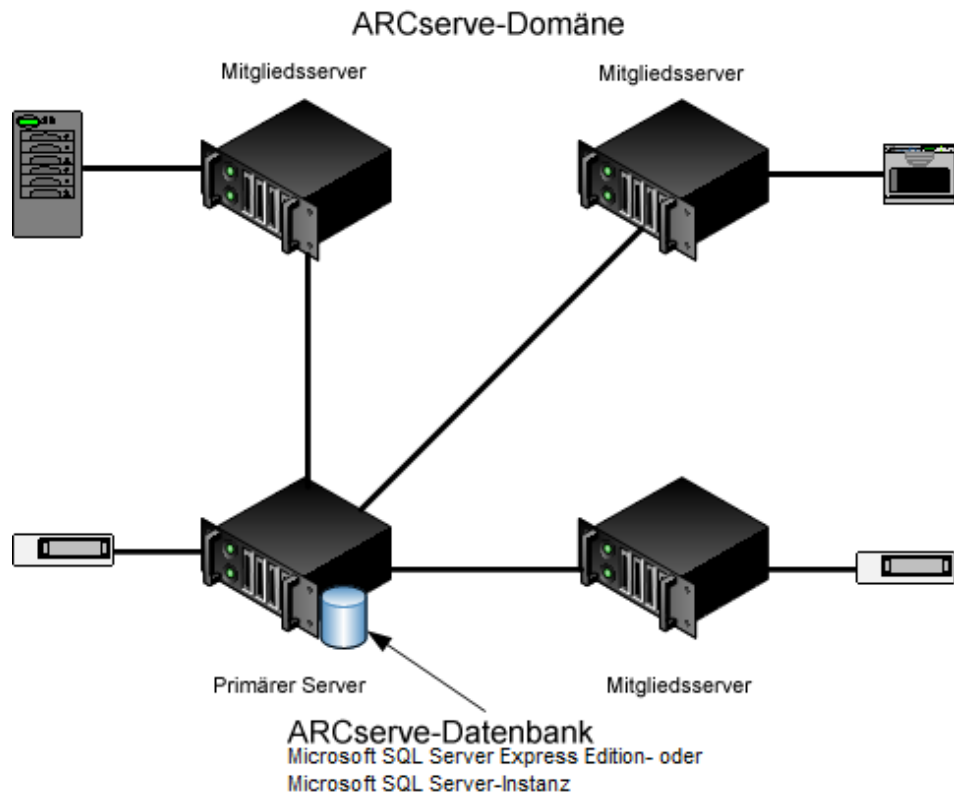 ARCserve-Domäne
Mitgliedsserver
Mitgliedsserver
Primärer Server
Mitgliedsserver
ARCserve-Datenbank
Microsoft SQL Server Express Edition- oder
Microsoft SQL Server-Instanz